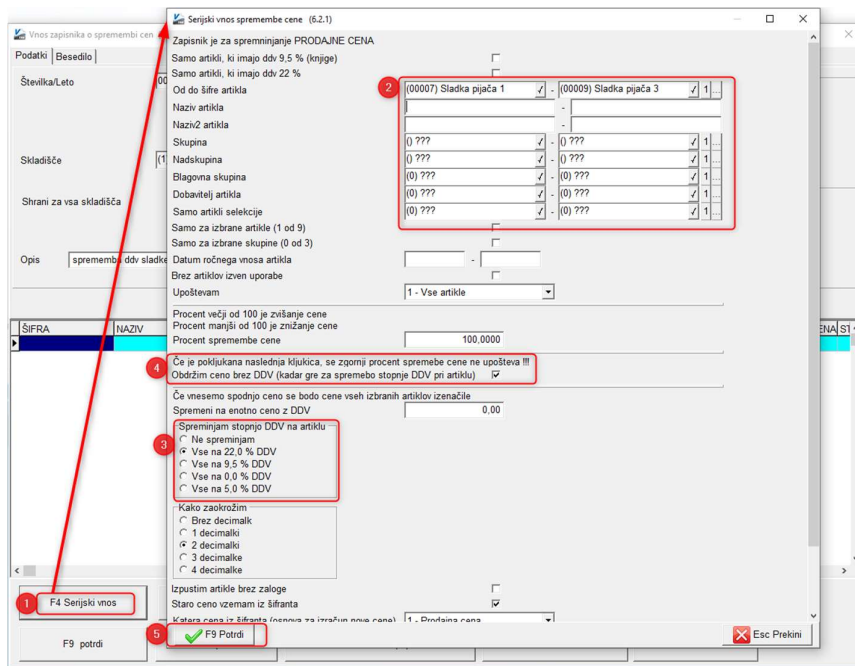 Serijski vnos spremembe cene (6.2.1)
Vnos zapisnika o spremembi cen
Podatki
Besedilo
Številka/Leto
00
Skladišče
(1
Shrani za vsa skladišča
Opis
sprememba ddv sladke
ŠIFRA
NAZIV
ENA
ST
Zapisnik je za spremninjanje PRODAJNE CENA
Samo artikli, ki imajo ddv 9,5 % (knjige)
Samo artikli, ki imajo ddv 22 %
Od do šifre artikla
2
(00007) Sladka pijača 1
-
(00009) Sladka pijača 3
1
...
Naziv artikla
-
Naziv2 artikla
-
Skupina
() ???
-
() ???
1
...
Nadskupina
() ???
-
() ???
1
...
Blagovna skupina
(0) ???
-
(0) ???
1
...
Dobavitelj artikla
(0) ???
-
(0) ???
1
...
Samo artikli selekcije
(0) ???
-
(0) ???
1
...
Samo za izbrane artikle (1 od 9)
Samo za izbrane skupine (0 od 3)
Datum ročnega vnosa artikla
-
Brez artiklov izven uporabe
Upoštevam
1 - Vse artikle
Procent večji od 100 je zvišanje cene
Procent manjši od 100 je znižanje cene
Procent spremembe cene
100,0000
Če je pokljukana naslednja kljukica, se zgornji procent spremebe cene ne upošteva !!!
4
Obdržim ceno brez DDV (kadar gre za spremebo stopnje DDV pri artiklu)
Če vnesemo spodnjo ceno se bodo cene vseh izbranih artiklov izenačile
Spremeni na enotno ceno z DDV
0,00
Spreminjam stopnjo DDV na artiklu
3
Ne spreminjam
Vse na 22,0 % DDV
Vse na 9,5 % DDV
Vse na 0,0 % DDV
Vse na 5,0 % DDV
Kako zaokrožim
Brez decimalk
1 decimalki
2 decimalki
3 decimalke
4 decimalke
Izpustim artikle brez zaloge
Staro ceno vzemam iz šifranta
Katera cena iz šifranta (osnova za izračun nove cene)
1 - Prodajna cena
1
F4 Serijski vnos
5
F9 Potrdi
Esc Prekini
F9 potrdi